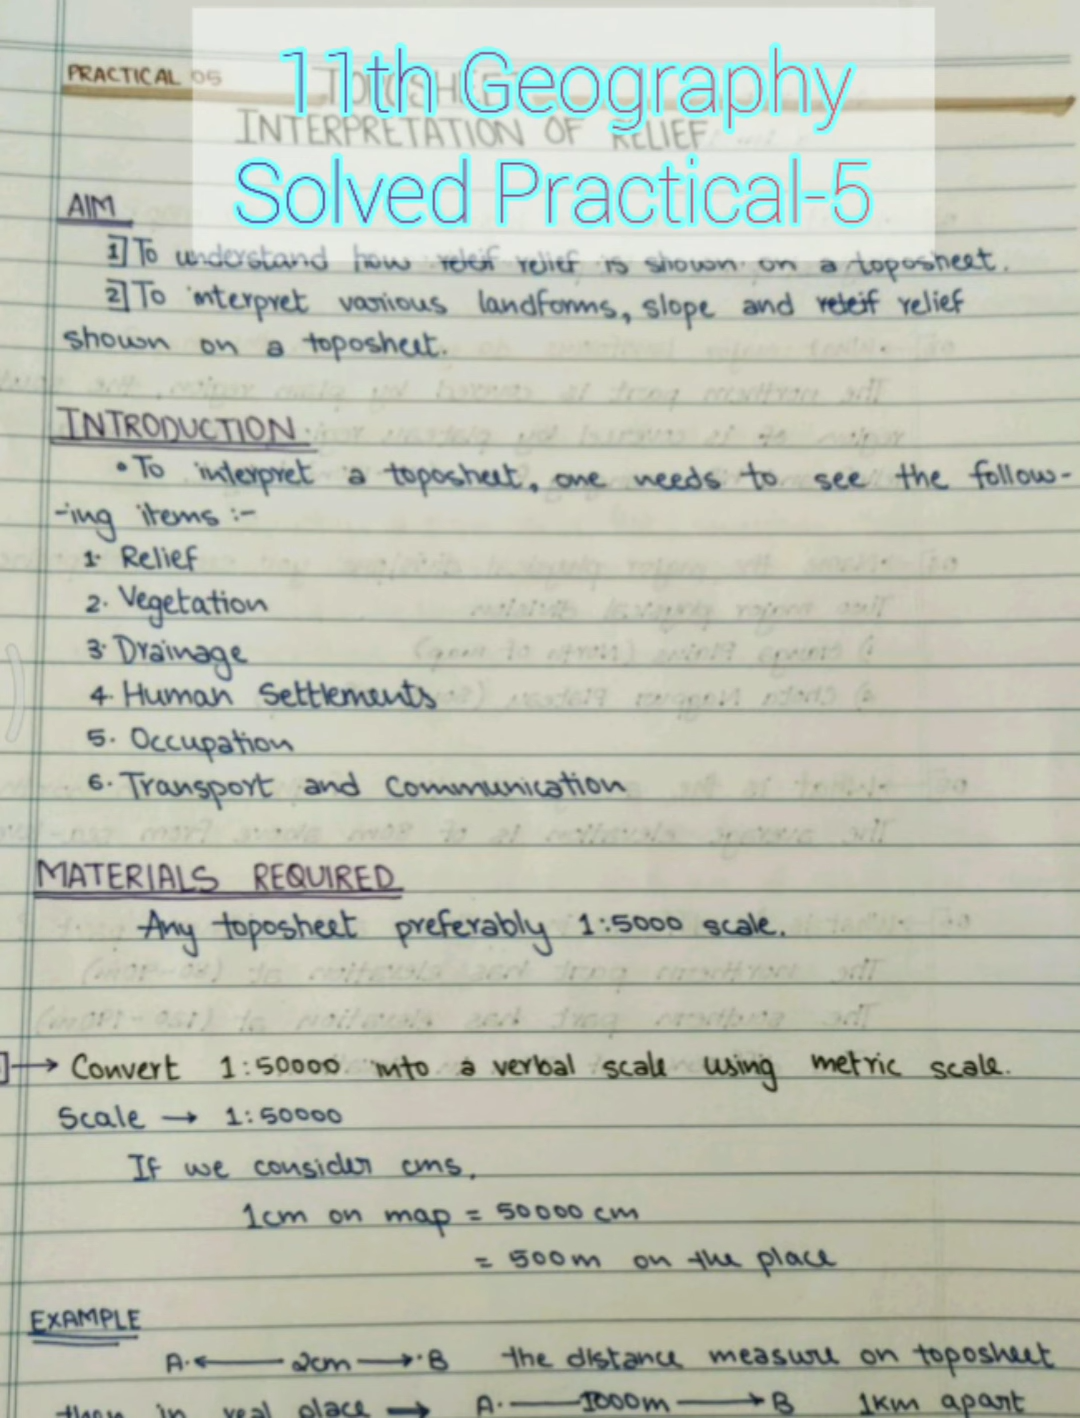 11th Geography
Solved Practical-5
PRACTICAL 05 TOPOSHEET
INTERPRETATION OF RELIEF
AIM
1] To understand how releif relief is shown on a toposheet.
2] To interpret various landforms, slope and releif relief
shown on a toposheet.
INTRODUCTION
• To interpret a toposheet, one needs to see the follow-
-ing items :-
1. Relief
2. Vegetation
3. Drainage
4. Human Settlements
5. Occupation
6. Transport and Communication
MATERIALS REQUIRED
Any toposheet preferably 1:5000 scale.
→ Convert 1:50000 into a verbal scale using metric scale.
Scale → 1:50000
If we consider cms,
1cm on map = 50000 cm
= 500m on the place
EXAMPLE
A.←—2cm—→.B the distance measure on toposheet
then in real place → A.—1000m—→B 1km apart